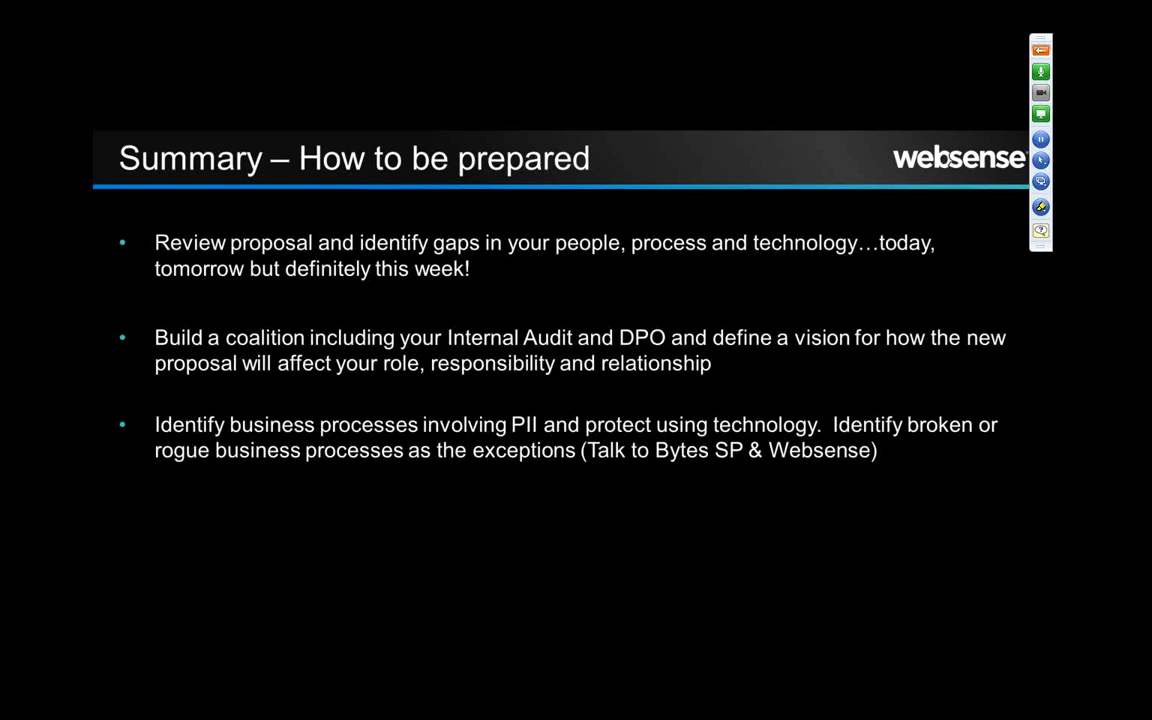 Summary – How to be prepared
websense
• Review proposal and identify gaps in your people, process and technology…today,
tomorrow but definitely this week!
• Build a coalition including your Internal Audit and DPO and define a vision for how the new
proposal will affect your role, responsibility and relationship
• Identify business processes involving PII and protect using technology.  Identify broken or
rogue business processes as the exceptions (Talk to Bytes SP & Websense)